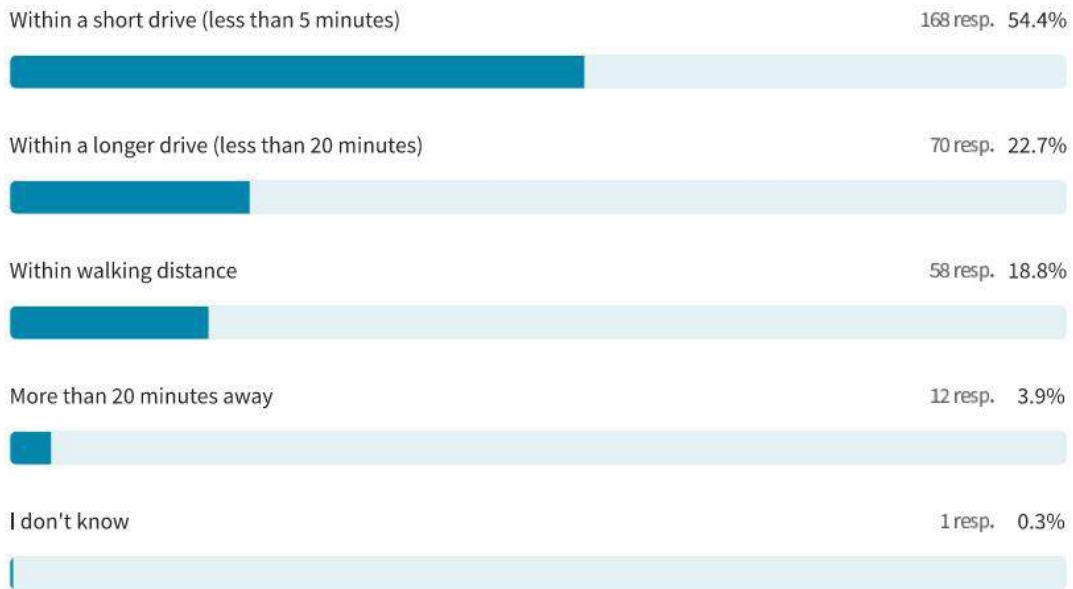 Within a short drive (less than 5 minutes) 168 resp. 54.4%
Within a longer drive (less than 20 minutes) 70 resp. 22.7%
Within walking distance 58 resp. 18.8%
More than 20 minutes away 12 resp. 3.9%
I don't know 1 resp. 0.3%